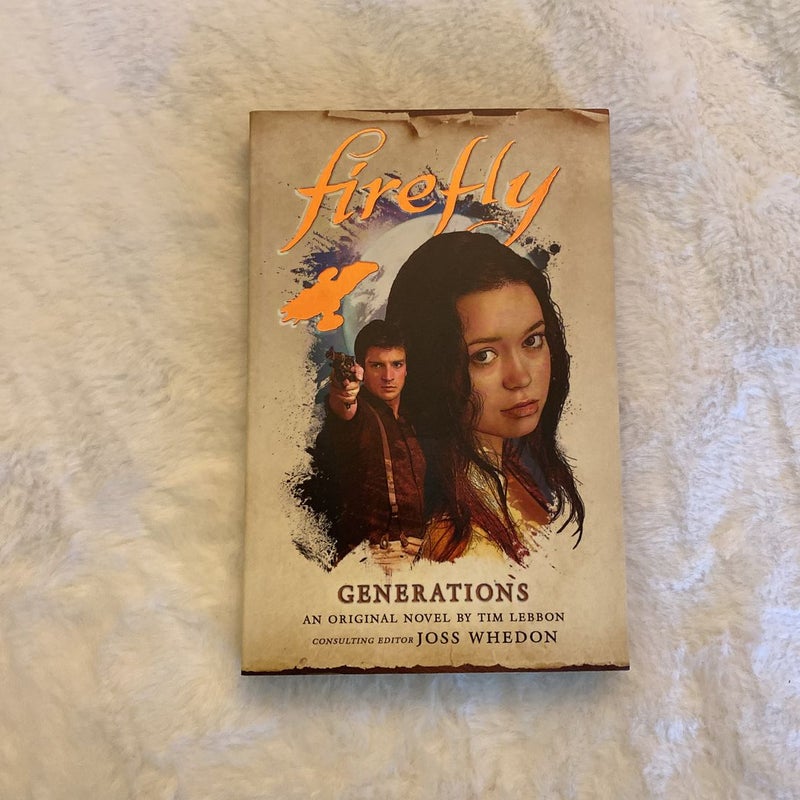 firefly
GENERATIONS
AN ORIGINAL NOVEL BY TIM LEBBON
CONSULTING EDITOR JOSS WHEDON